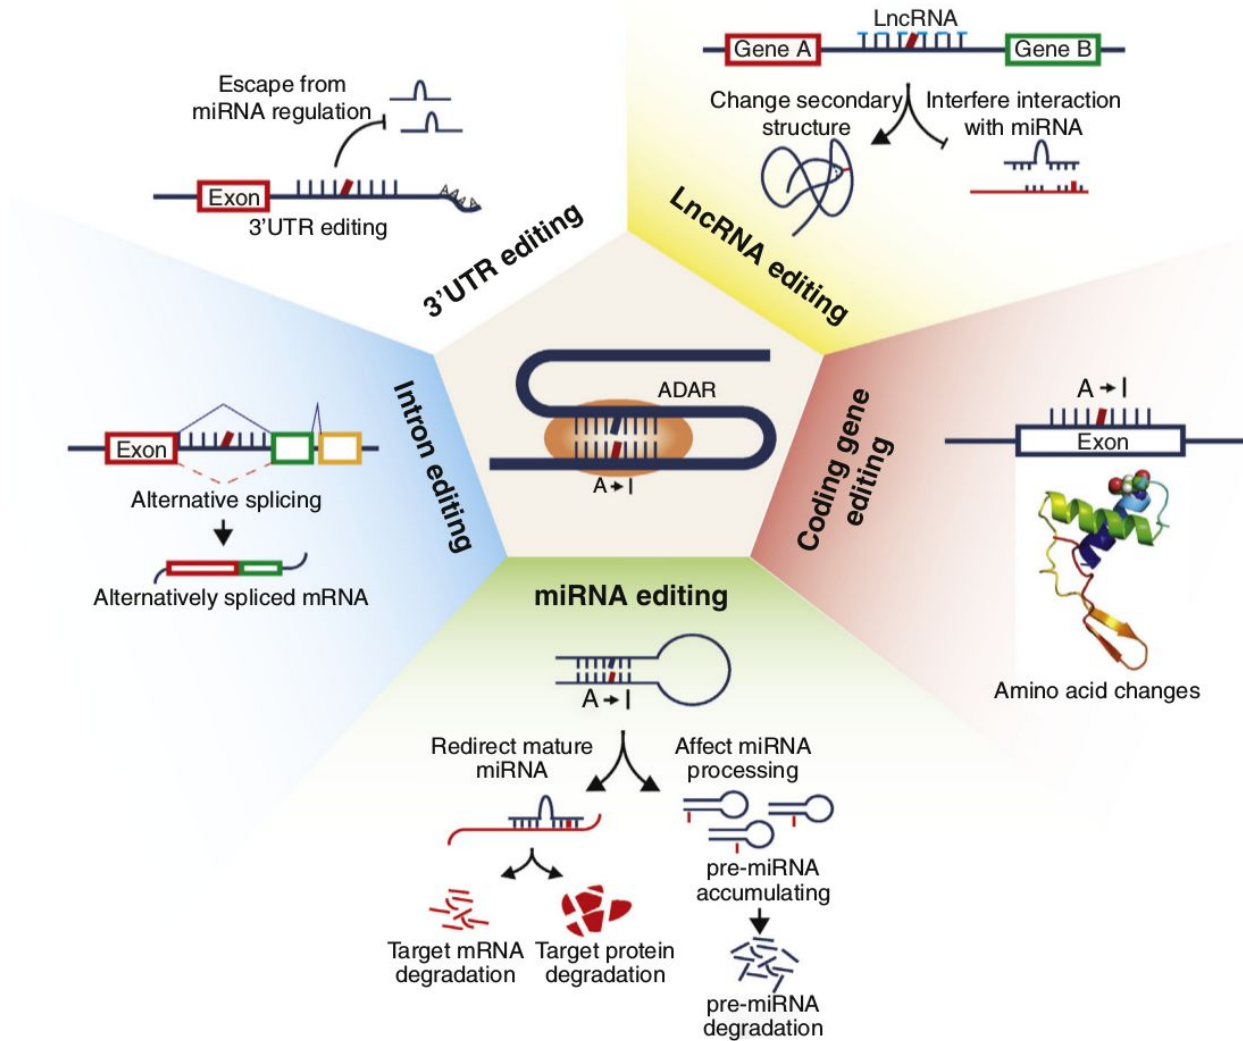 LncRNA
Gene A
Gene B
Change secondary
structure
Interfere interaction
with miRNA
Escape from
miRNA regulation
Exon
AAAA
3'UTR editing
3'UTR editing
LncRNA editing
ADAR
A→I
Intron editing
Exon
Alternative splicing
Alternatively spliced mRNA
Coding gene
editing
A→I
Exon
Amino acid changes
miRNA editing
A→I
Redirect mature
miRNA
Affect miRNA
processing
pre-miRNA
accumulating
Target mRNA
degradation
Target protein
degradation
pre-miRNA
degradation